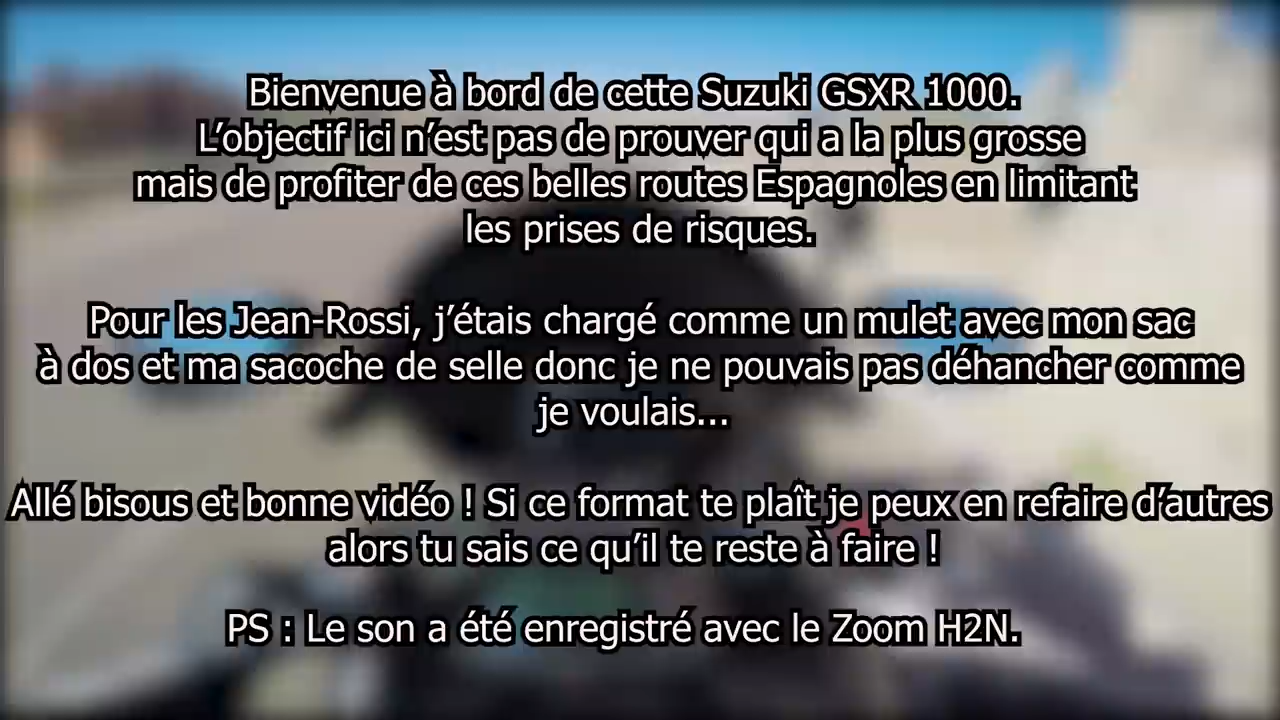 Bienvenue à bord de cette Suzuki GSXR 1000.
L'objectif ici n'est pas de prouver qui a la plus grosse
mais de profiter de ces belles routes Espagnoles en limitant
les prises de risques.
Pour les Jean-Rossi, j'étais chargé comme un mulet avec mon sac
à dos et ma sacoche de selle donc je ne pouvais pas déhancher comme
je voulais...
Allé bisous et bonne vidéo ! Si ce format te plaît je peux en refaire d'autres
alors tu sais ce qu'il te reste à faire !
PS : Le son a été enregistré avec le Zoom H2N.